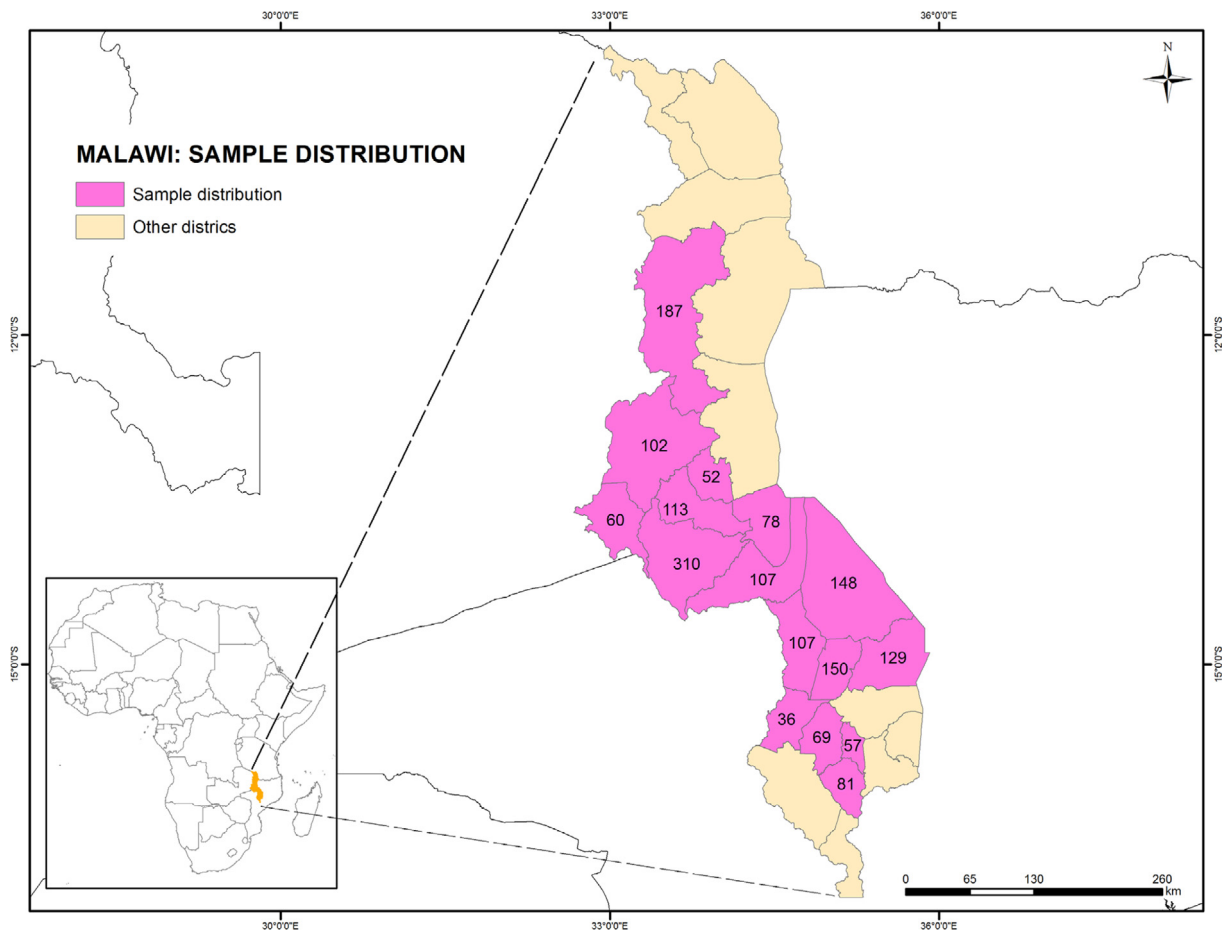 30°0'0"E 33°0'0"E 36°0'0"E
N
MALAWI: SAMPLE DISTRIBUTION
Sample distribution
Other districs
187
12°0'0"S 12°0'0"S
102
52
113
60 78
310
107 148
107
150 129
15°0'0"S 15°0'0"S
36
69 57
81
0 65 130 260
km
30°0'0"E 33°0'0"E 36°0'0"E